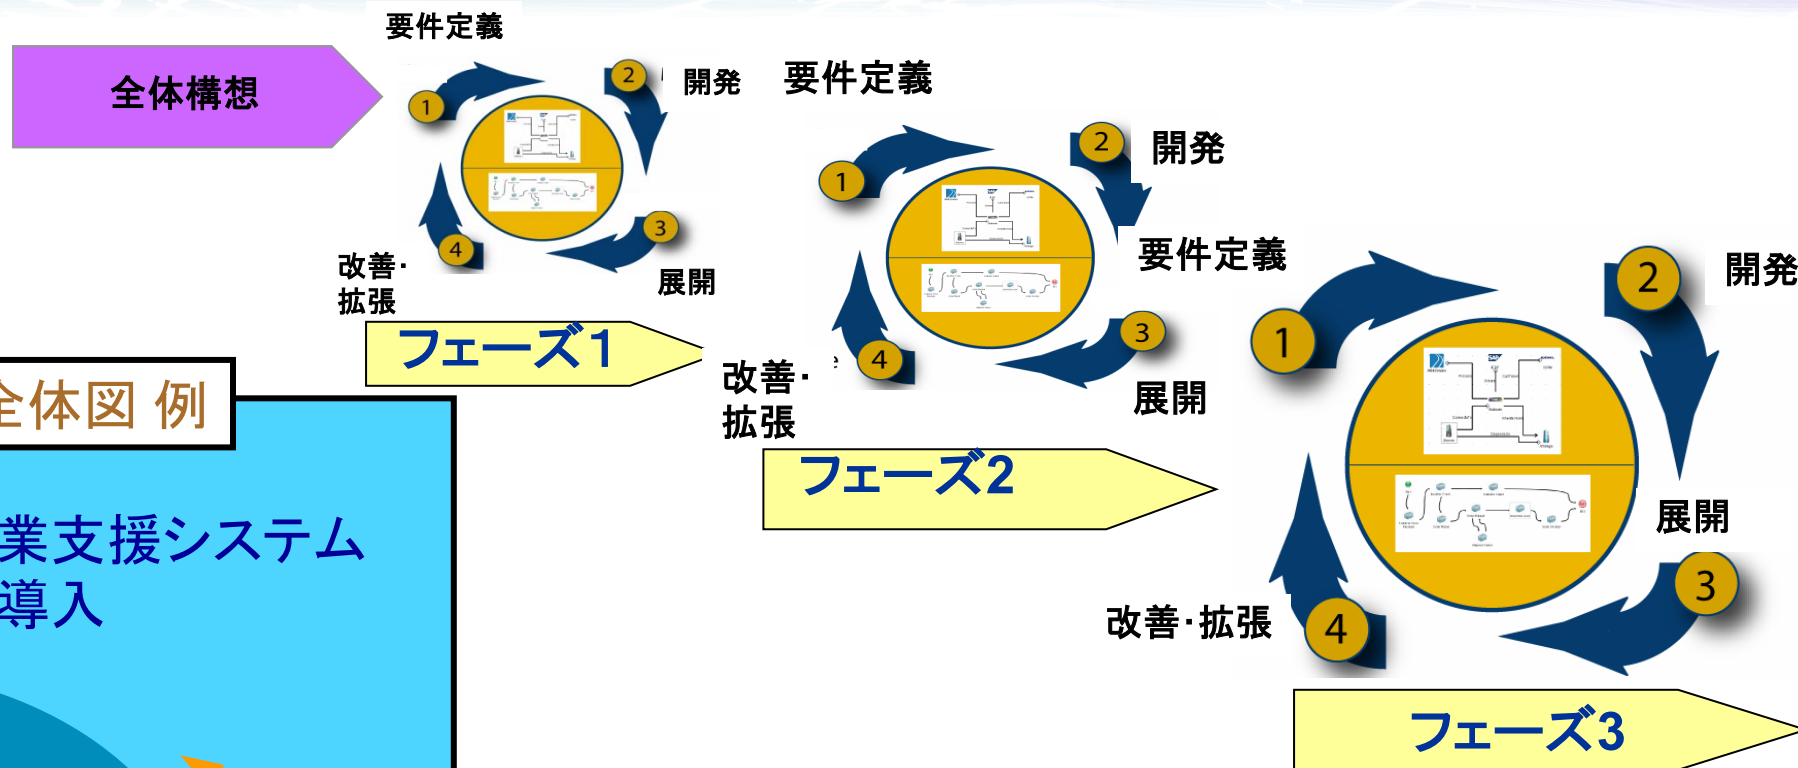 要件定義
全体構想
1
2
開発
4
3
改善・
拡張
展開
フェーズ1
要件定義
1
2
開発
4
3
改善・
拡張
展開
フェーズ2
要件定義
1
2
開発
展開
3
改善・拡張
4
フェーズ3
全体図 例
業支援システム
導入